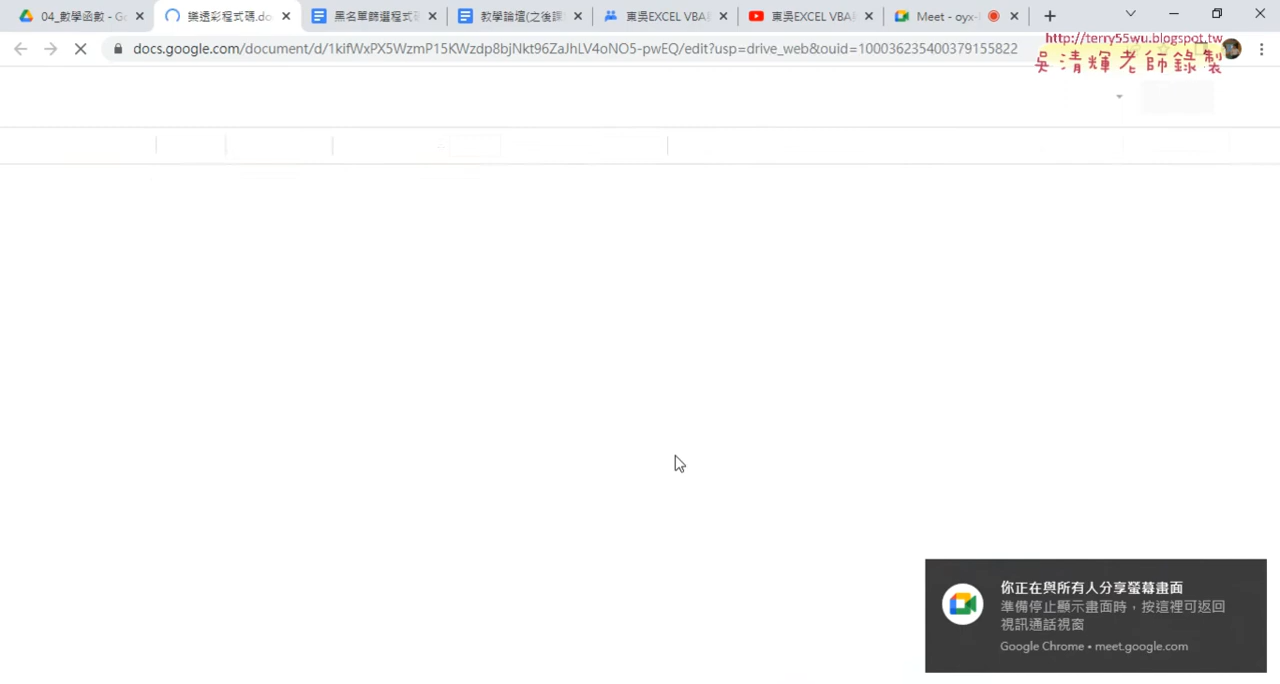 04_數學函數 - Go
樂透彩程式碼.do
黑名單篩選程式碼
教學論壇(之後課
東吳EXCEL VBA
東吳EXCEL VBA
Meet - oyx-
docs.google.com/document/d/1kifWxPX5WzmP15KWzdp8bjNkt96ZaJhLV4oNO5-pwEQ/edit?usp=drive_web&ouid=100036235400379155822
http://terry55wu.blogspot.tw
吳清輝老師錄製
你正在與所有人分享螢幕畫面
準備停止顯示畫面時，按這裡可返回
視訊通話視窗
Google Chrome • meet.google.com